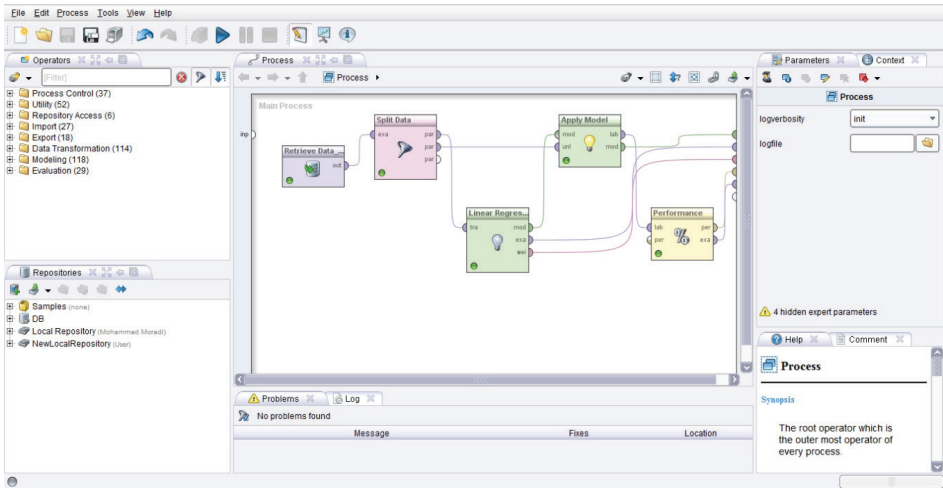 File Edit Process Tools View Help
Operators
Process
Parameters
Context
[Filter]
Process
Process
Process Control (37)
Utility (52)
Repository Access (6)
Import (27)
Export (18)
Data Transformation (114)
Modeling (118)
Evaluation (29)
Main Process
inp
Retrieve Data_...
out
Split Data
exa par
par
par
Apply Model
mod lab
unl mod
Linear Regres...
tra mod
exa
wei
Performance
lab per
per exa
logverbosity
init
logfile
4 hidden expert parameters
Repositories
Samples (none)
DB
Local Repository (Mohammad Moradi)
NewLocalRepository (User)
Problems
Log
No problems found
Message Fixes Location
Help
Comment
Process
Synopsis
The root operator which is
the outer most operator of
every process.